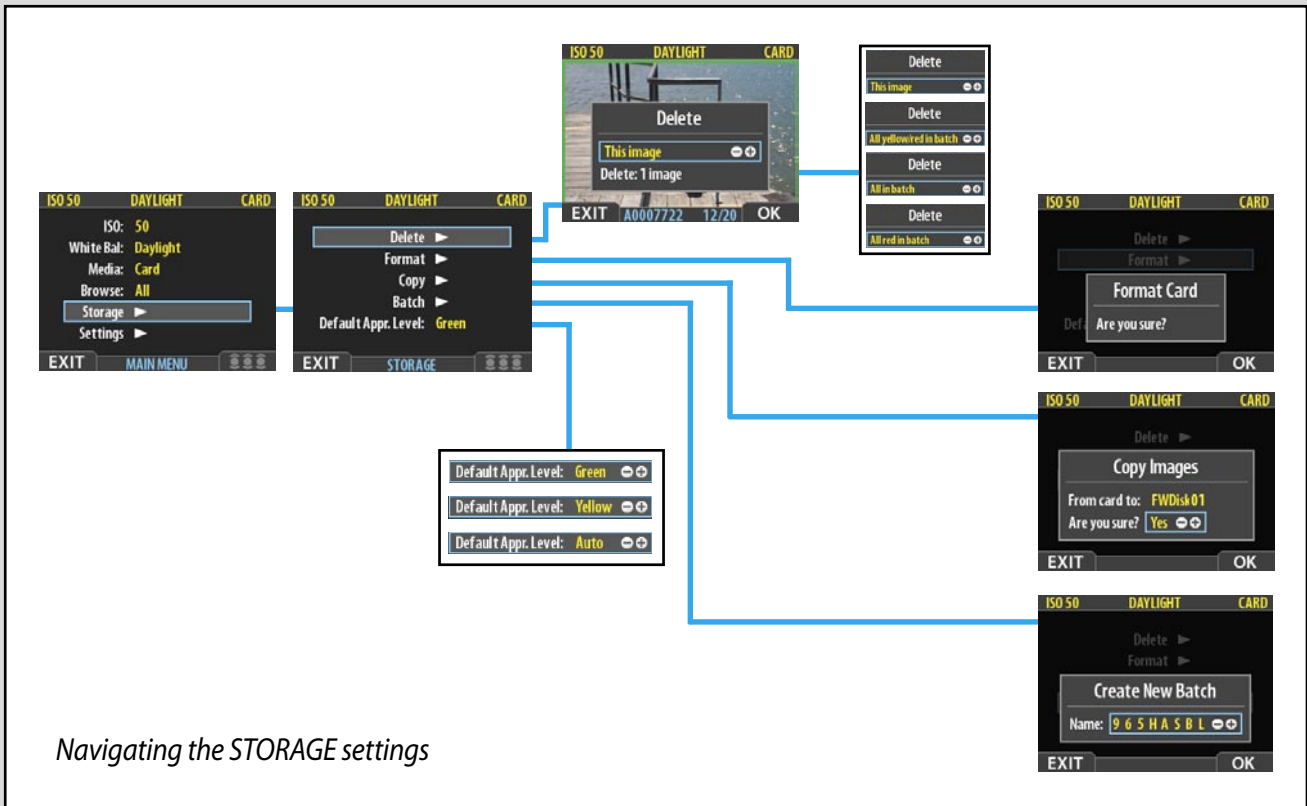 ISO 50 DAYLIGHT CARD
ISO: 50
White Bal: Daylight
Media: Card
Browse: All
Storage
Settings
EXIT MAIN MENU
ISO 50 DAYLIGHT CARD
Delete
Format
Copy
Batch
Default Appr. Level: Green
EXIT STORAGE
ISO 50 DAYLIGHT CARD
Delete
This image
Delete: 1 image
EXIT A0007722 12/20 OK
Delete
This image
Delete
All yellow/red in batch
Delete
All in batch
Delete
All red in batch
Default Appr. Level: Green
Default Appr. Level: Yellow
Default Appr. Level: Auto
ISO 50 DAYLIGHT CARD
Delete
Format
Format Card
Defa
Are you sure?
EXIT OK
ISO 50 DAYLIGHT CARD
Delete
Copy Images
From card to: FWDisk01
Are you sure? Yes
EXIT OK
ISO 50 DAYLIGHT CARD
Delete
Format
Create New Batch
Name: 9 6 5 H A S B L
EXIT OK
Navigating the STORAGE settings